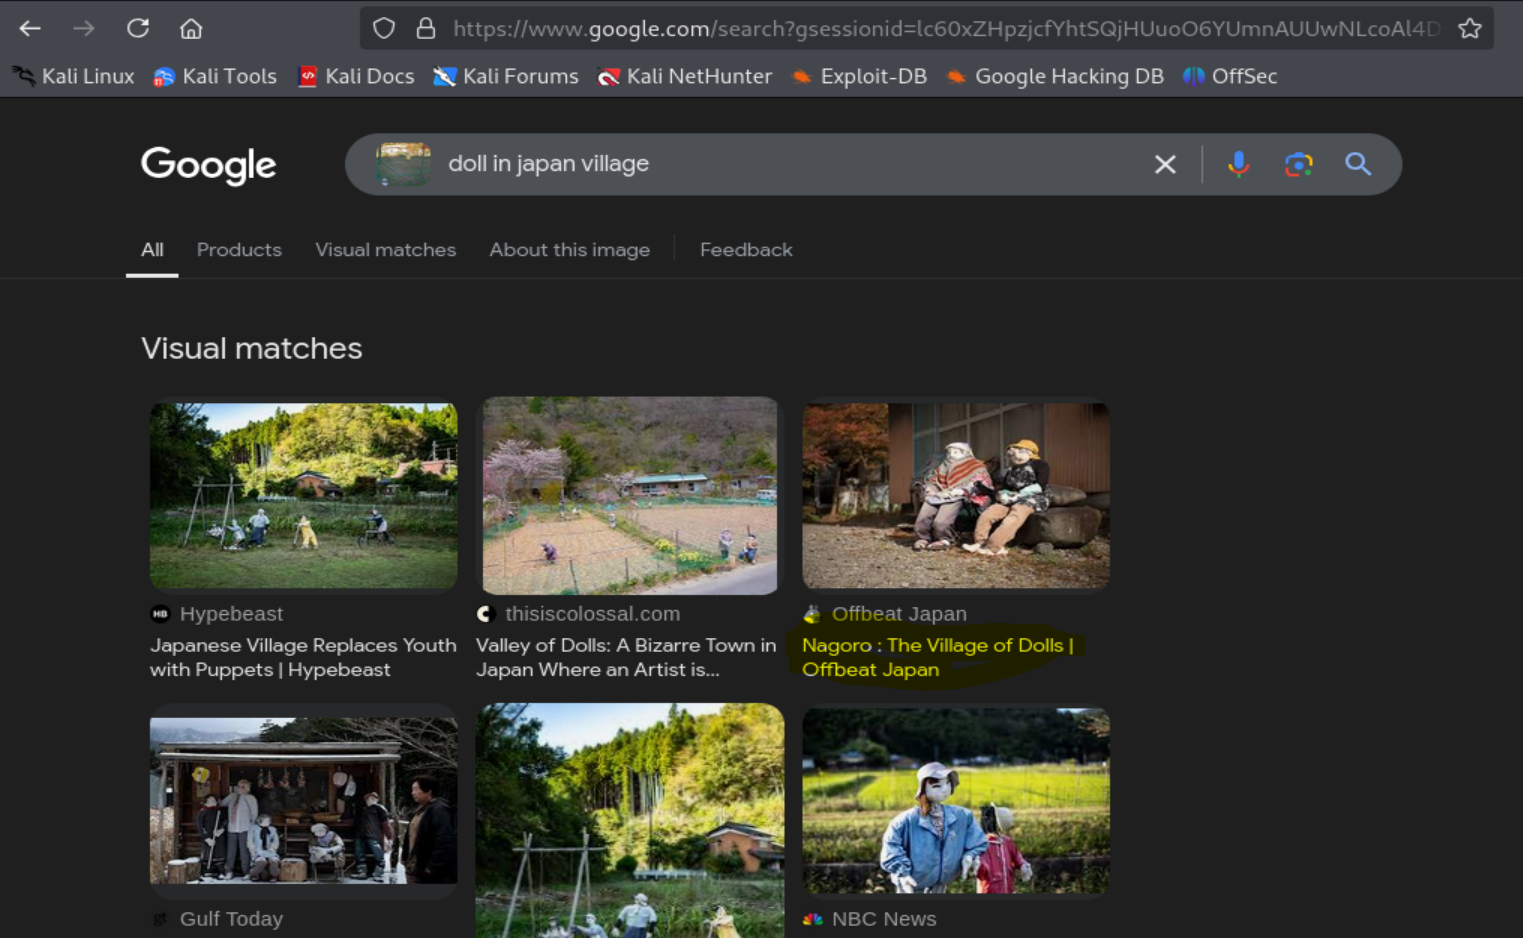 https://www.google.com/search?gsessionid=lc60xZHpzjcfYhtSQjHUuoO6YUmnAUUwNLcoAl4D
Kali Linux Kali Tools Kali Docs Kali Forums Kali NetHunter Exploit-DB Google Hacking DB OffSec
Google doll in japan village
All Products Visual matches About this image Feedback
Visual matches
Hypebeast
Japanese Village Replaces Youth
with Puppets | Hypebeast
thisiscolossal.com
Valley of Dolls: A Bizarre Town in
Japan Where an Artist is...
Offbeat Japan
Nagoro : The Village of Dolls |
Offbeat Japan
Gulf Today
NBC News